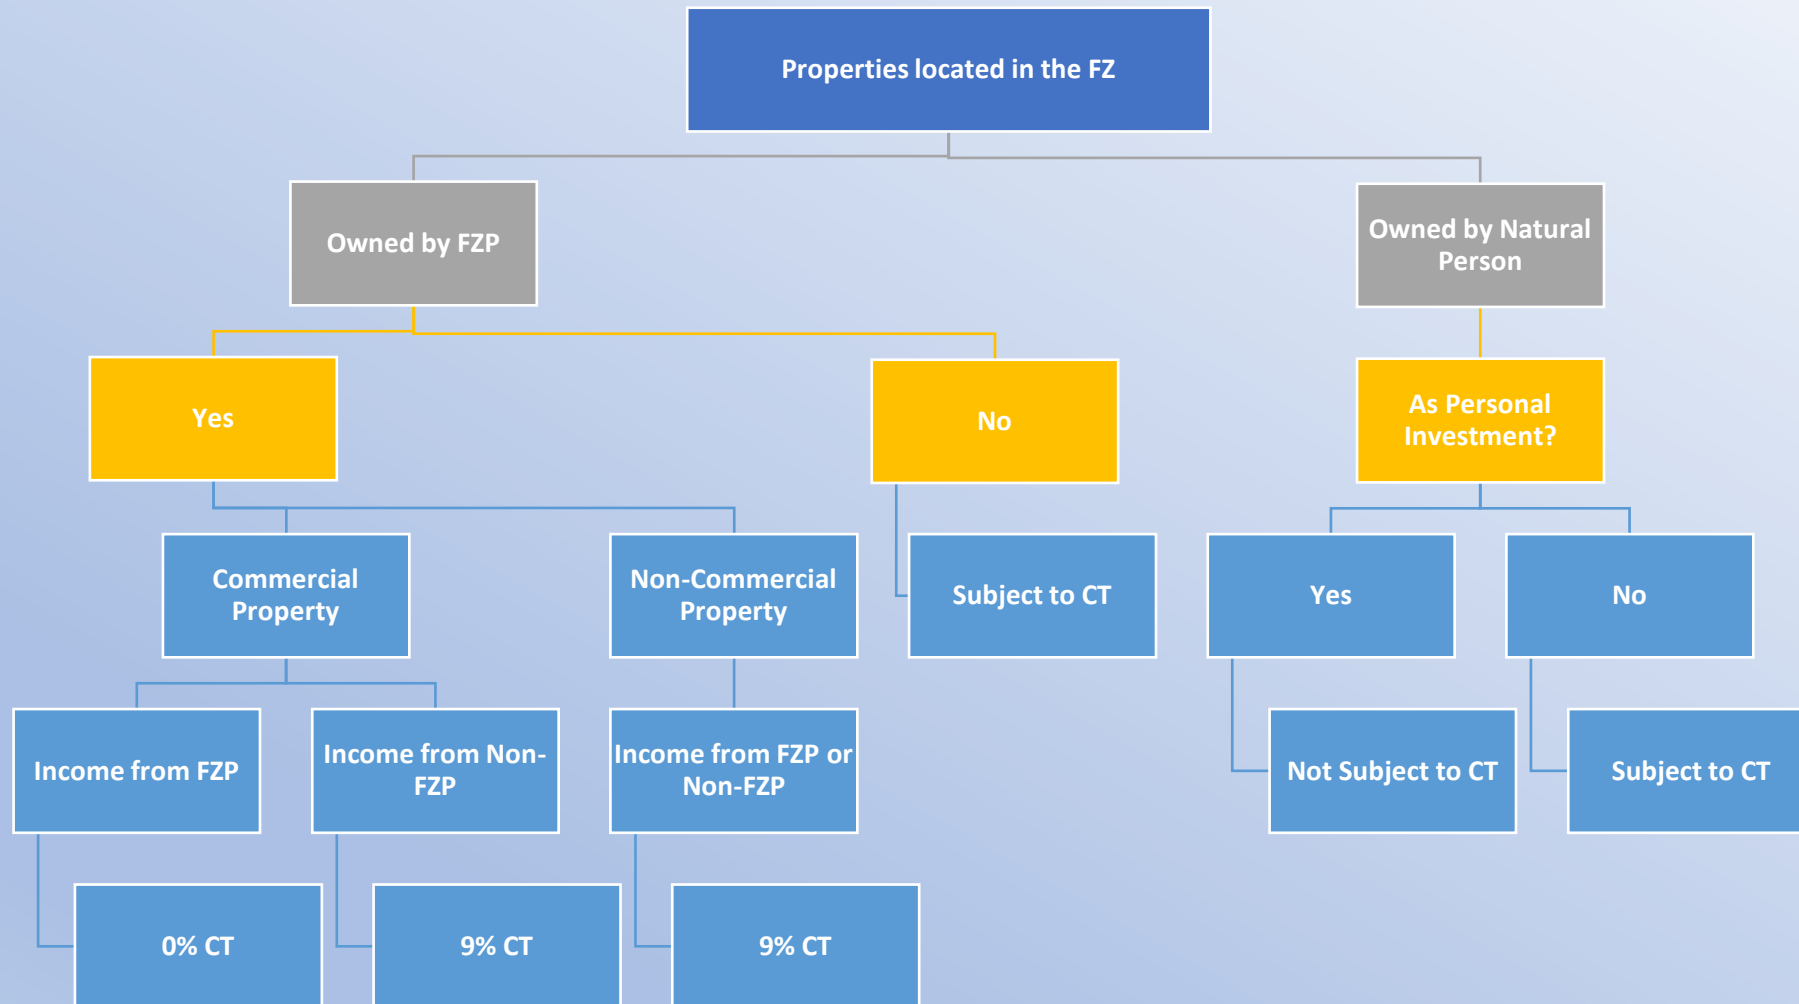 Properties located in the FZ
Owned by FZP
Owned by Natural
Person
Yes
No
As Personal
Investment?
Commercial
Property
Non-Commercial
Property
Subject to CT
Yes
No
Income from FZP
Income from Non-
FZP
Income from FZP or
Non-FZP
Not Subject to CT
Subject to CT
0% CT
9% CT
9% CT